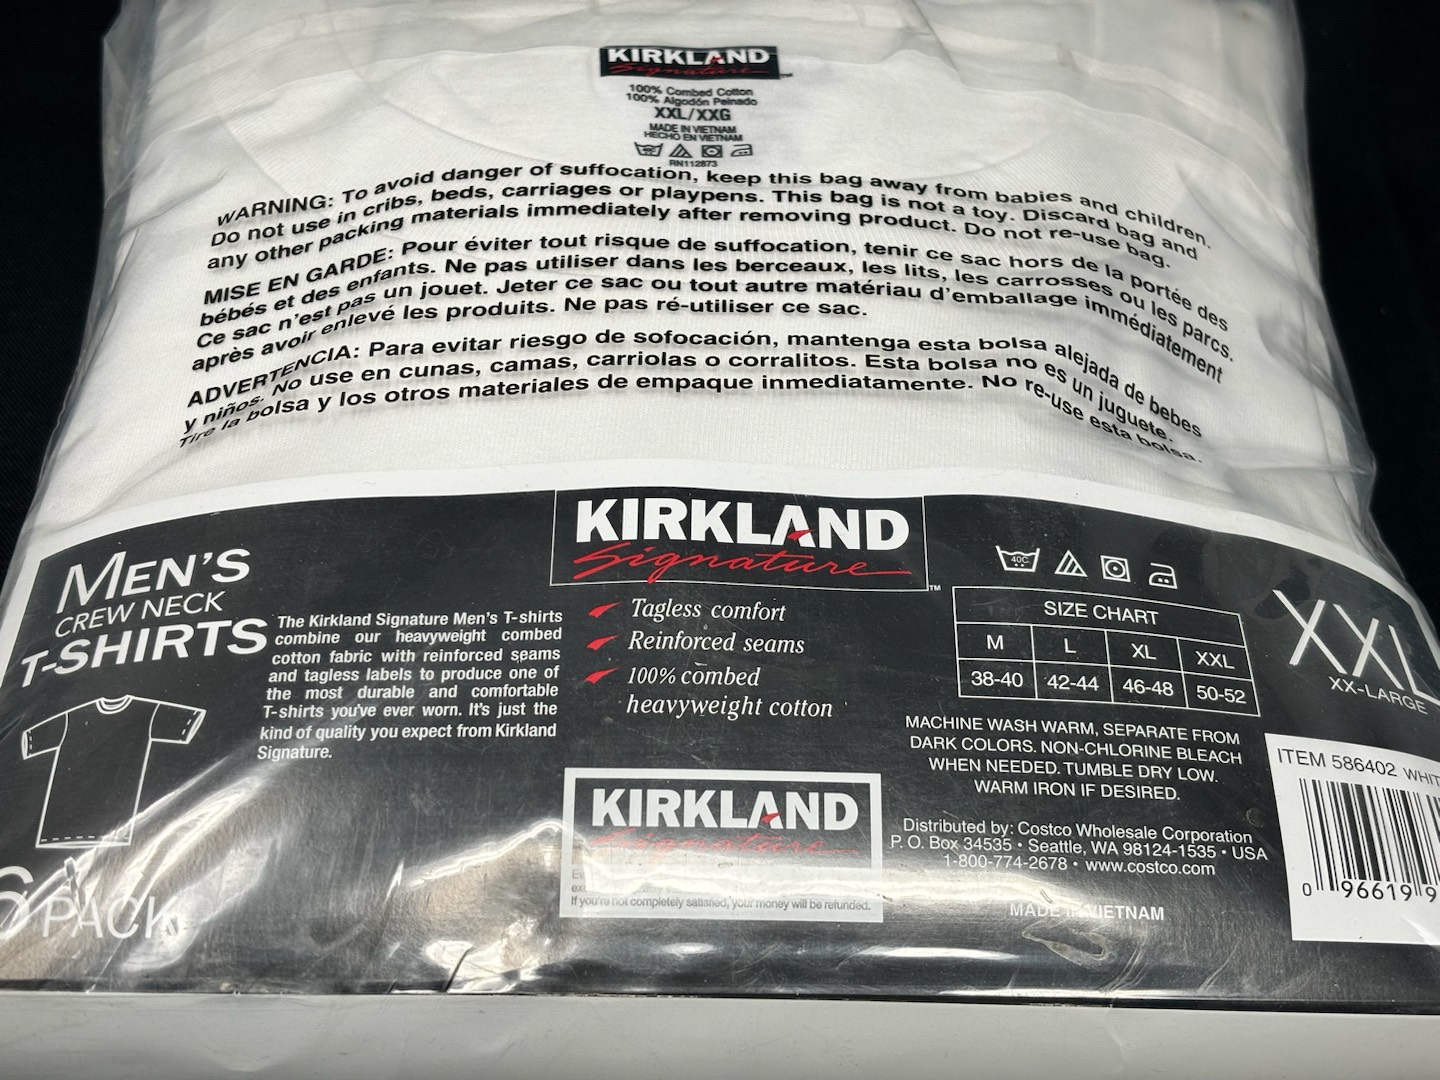 KIRKLAND
Signature
100% Combed Cotton
100% Algodón Peinado
XXL/XXG
MADE IN VIETNAM
HECHO EN VIETNAM
RN112873
WARNING: To avoid danger of suffocation, keep this bag away from babies and children.
Do not use in cribs, beds, carriages or playpens. This bag is not a toy. Discard bag and
any other packing materials immediately after removing product. Do not re-use bag.
MISE EN GARDE: Pour éviter tout risque de suffocation, tenir ce sac hors de la portée des
bébés et des enfants. Ne pas utiliser dans les berceaux, les lits, les carrosses ou les parcs.
Ce sac n'est pas un jouet. Jeter ce sac ou tout autre matériau d'emballage immédiatement
après avoir enlevé les produits. Ne pas ré-utiliser ce sac.
ADVERTENCIA: Para evitar riesgo de sofocación, mantenga esta bolsa alejada de bebes
y niños. No use en cunas, camas, carriolas o corralitos. Esta bolsa no es un juguete.
Tire la bolsa y los otros materiales de empaque inmediatamente. No re-use esta bolsa.
KIRKLAND
Signature
™
MEN'S
CREW NECK
T-SHIRTS
The Kirkland Signature Men's T-shirts
combine our heavyweight combed
cotton fabric with reinforced seams
and tagless labels to produce one of
the most durable and comfortable
T-shirts you've ever worn. It's just the
kind of quality you expect from Kirkland
Signature.
6 PACK
Tagless comfort
Reinforced seams
100% combed
heavyweight cotton
KIRKLAND
Signature
If you're not completely satisfied, your money will be refunded.
40C
SIZE CHART
M L XL XXL
38-40 42-44 46-48 50-52
MACHINE WASH WARM, SEPARATE FROM
DARK COLORS. NON-CHLORINE BLEACH
WHEN NEEDED. TUMBLE DRY LOW.
WARM IRON IF DESIRED.
Distributed by: Costco Wholesale Corporation
P. O. Box 34535 • Seattle, WA 98124-1535 • USA
1-800-774-2678 • www.costco.com
MADE IN VIETNAM
XXL
XX-LARGE
ITEM 586402 WHIT
0 96619 9